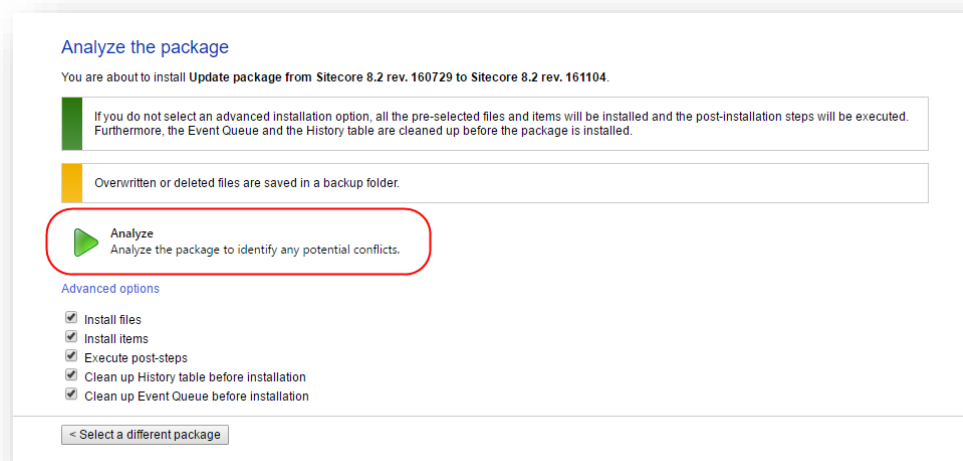 Analyze the package
You are about to install Update package from Sitecore 8.2 rev. 160729 to Sitecore 8.2 rev. 161104.
If you do not select an advanced installation option, all the pre-selected files and items will be installed and the post-installation steps will be executed.
Furthermore, the Event Queue and the History table are cleaned up before the package is installed.
Overwritten or deleted files are saved in a backup folder.
Analyze
Analyze the package to identify any potential conflicts.
Advanced options
Install files
Install items
Execute post-steps
Clean up History table before installation
Clean up Event Queue before installation
< Select a different package